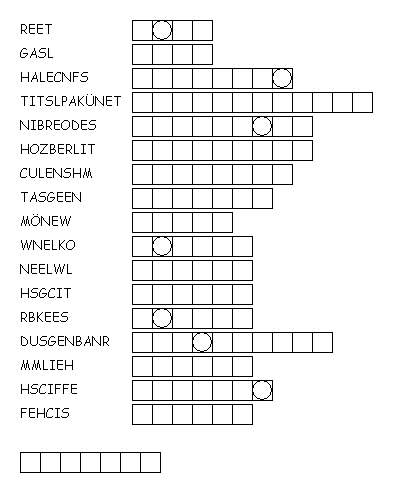 REET
GASL
HALECNFS
TITSLPAKÜNET
NIBREODES
HOZBERLIT
CULENSHM
TASGEEN
MÖNEW
WNELKO
NEELWL
HSGCIT
RBKEES
DUSGENBANR
MMLIEH
HSCIFFE
FEHCIS